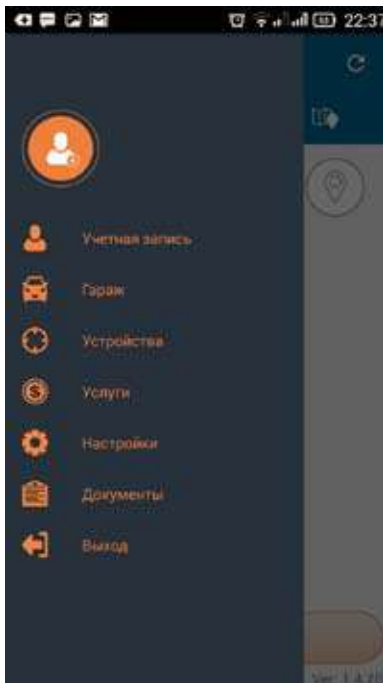 22:37
Учетная запись
Гараж
Устройства
Услуги
Настройки
Документы
Выход